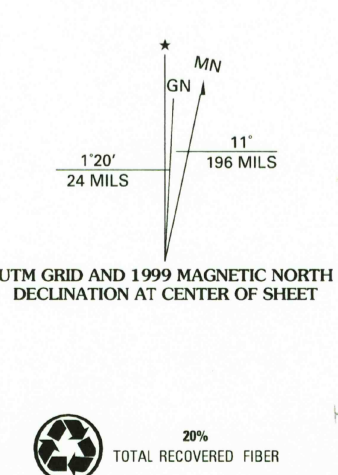 ★
MN
GN
1°20'
24 MILS
11°
196 MILS
UTM GRID AND 1999 MAGNETIC NORTH
DECLINATION AT CENTER OF SHEET
20%
TOTAL RECOVERED FIBER